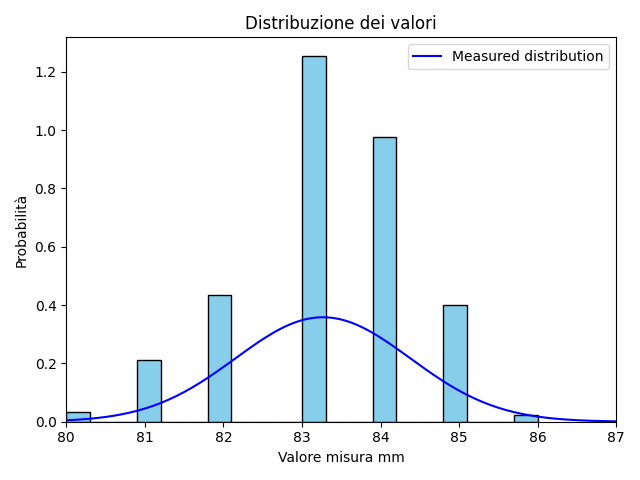 Distribuzione dei valori
Measured distribution
Probabilità
1.2
1.0
0.8
0.6
0.4
0.2
0.0
80 81 82 83 84 85 86 87
Valore misura mm